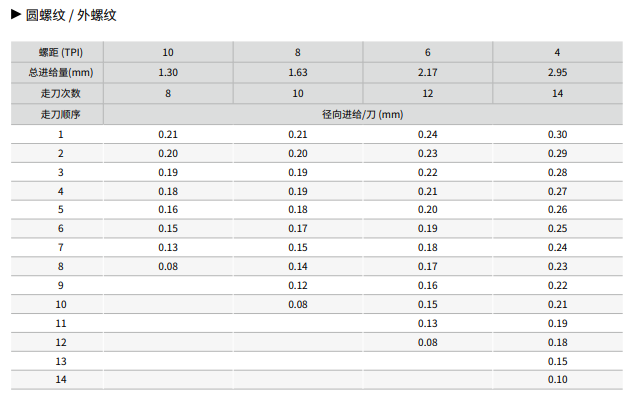 ▶ 圆螺纹 / 外螺纹
螺距 (TPI) 10 8 6 4
总进给量(mm) 1.30 1.63 2.17 2.95
走刀次数 8 10 12 14
走刀顺序 径向进给/刀 (mm)
1 0.21 0.21 0.24 0.30
2 0.20 0.20 0.23 0.29
3 0.19 0.19 0.22 0.28
4 0.18 0.19 0.21 0.27
5 0.16 0.18 0.20 0.26
6 0.15 0.17 0.19 0.25
7 0.13 0.15 0.18 0.24
8 0.08 0.14 0.17 0.23
9 0.12 0.16 0.22
10 0.08 0.15 0.21
11 0.13 0.19
12 0.08 0.18
13 0.15
14 0.10